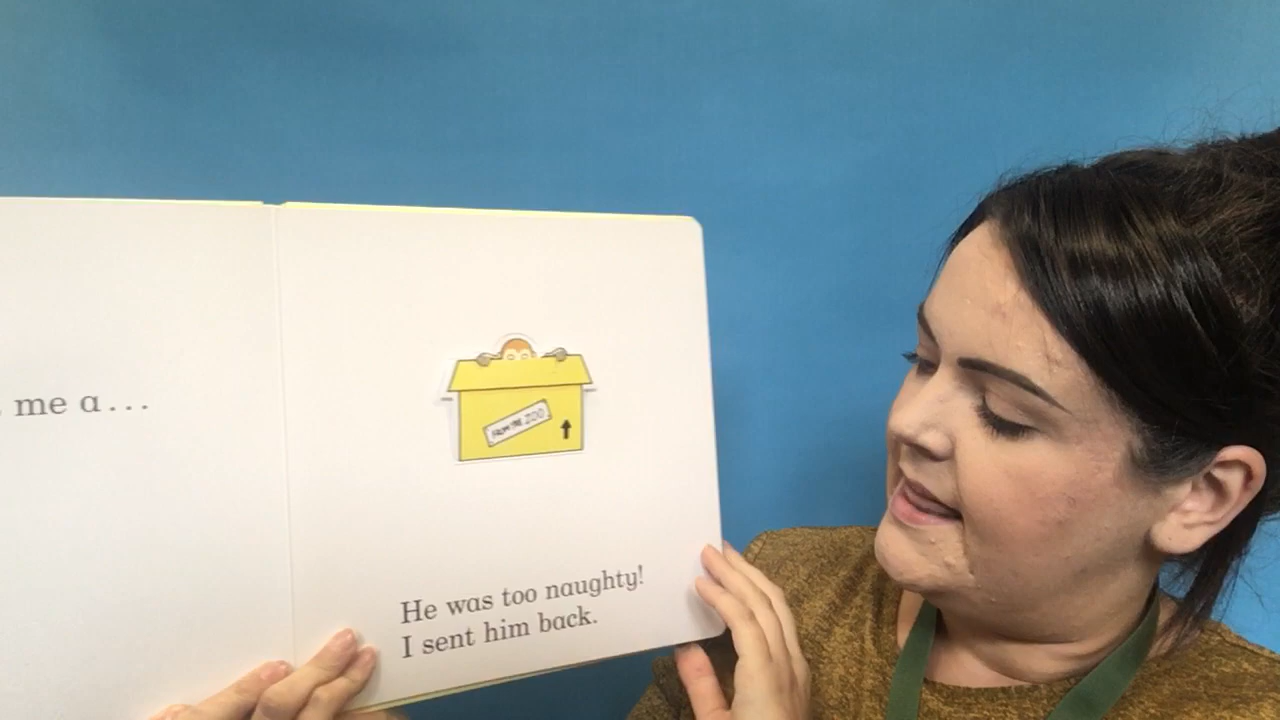 me a...
FROM THE ZOO
He was too naughty!
I sent him back.